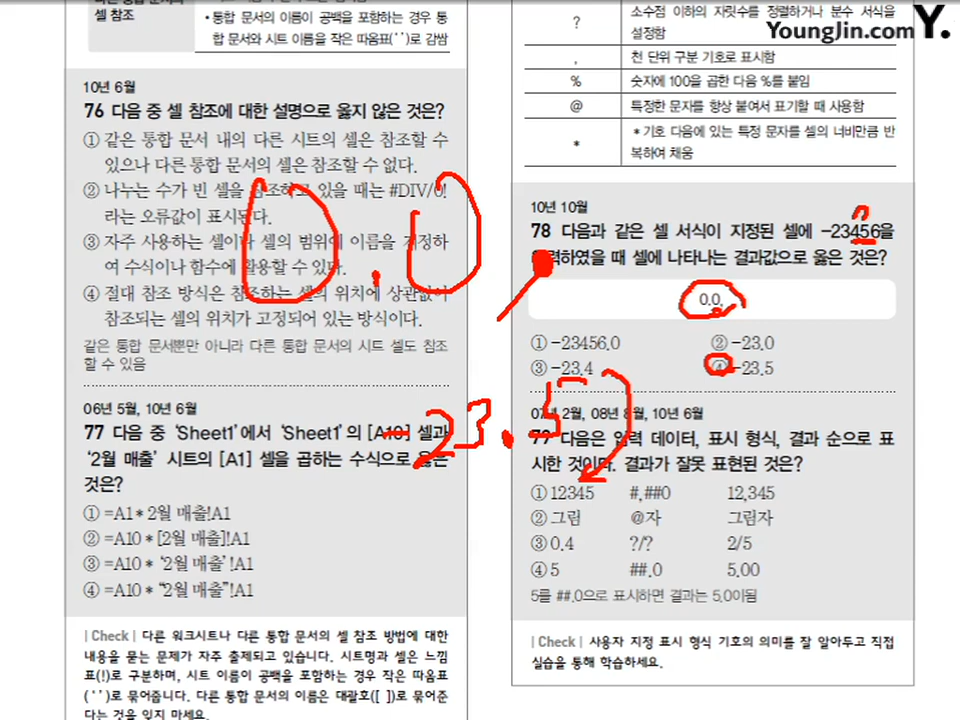 셀 참조
• 통합 문서의 이름이 공백을 포함하는 경우 통
합 문서와 시트 이름을 작은 따옴표(' ')로 감쌈
10년 6월
76 다음 중 셀 참조에 대한 설명으로 옳지 않은 것은?
① 같은 통합 문서 내의 다른 시트의 셀은 참조할 수
있으나 다른 통합 문서의 셀은 참조할 수 없다.
② 나누는 수가 빈 셀을 참조하고 있을 때는 #DIV/0!
라는 오류값이 표시된다.
③ 자주 사용하는 셀이나 셀의 범위에 이름을 지정하
여 수식이나 함수에 활용할 수 있다.
④ 절대 참조 방식은 참조하는 셀의 위치에 상관없이
참조되는 셀의 위치가 고정되어 있는 방식이다.
같은 통합 문서뿐만 아니라 다른 통합 문서의 시트 셀도 참조
할 수 있음
0.0
06년 5월, 10년 6월
77 다음 중 'Sheet1'에서 'Sheet1'의 [A10] 셀과
'2월 매출' 시트의 [A1] 셀을 곱하는 수식으로 옳은
것은?
① =A1*2월 매출!A1
② =A10*[2월 매출]!A1
③ =A10*'2월 매출'!A1
④ =A10*"2월 매출"!A1
| Check | 다른 워크시트나 다른 통합 문서의 셀 참조 방법에 대한
내용을 묻는 문제가 자주 출제되고 있습니다. 시트명과 셀은 느낌
표(!)로 구분하며, 시트 이름이 공백을 포함하는 경우 작은 따옴표
(' ')로 묶어줍니다. 다른 통합 문서의 이름은 대괄호([ ])로 묶어준
다는 것을 잊지 마세요.
YoungJin.com Y.
? 소수점 이하의 자릿수를 정렬하거나 분수 서식을
설정함
, 천 단위 구분 기호로 표시함
% 숫자에 100을 곱한 다음 %를 붙임
@ 특정한 문자를 항상 붙여서 표기할 때 사용함
* *기호 다음에 있는 특정 문자를 셀의 너비만큼 반
복하여 채움
10년 10월
78 다음과 같은 셀 서식이 지정된 셀에 -23456을
입력하였을 때 셀에 나타나는 결과값으로 옳은 것은?
0.0,
① -23456.0 ② -23.0
③ -23.4 ④ -23.5
-23.5
07년 2월, 08년 8월, 10년 6월
79 다음은 입력 데이터, 표시 형식, 결과 순으로 표
시한 것이다. 결과가 잘못 표현된 것은?
① 12345 #,##0 12,345
② 그림 @자 그림자
③ 0.4 ?/? 2/5
④ 5 ##.0 5.00
5를 ##.0으로 표시하면 결과는 5.0이됨
| Check | 사용자 지정 표시 형식 기호의 의미를 잘 알아두고 직접
실습을 통해 학습하세요.